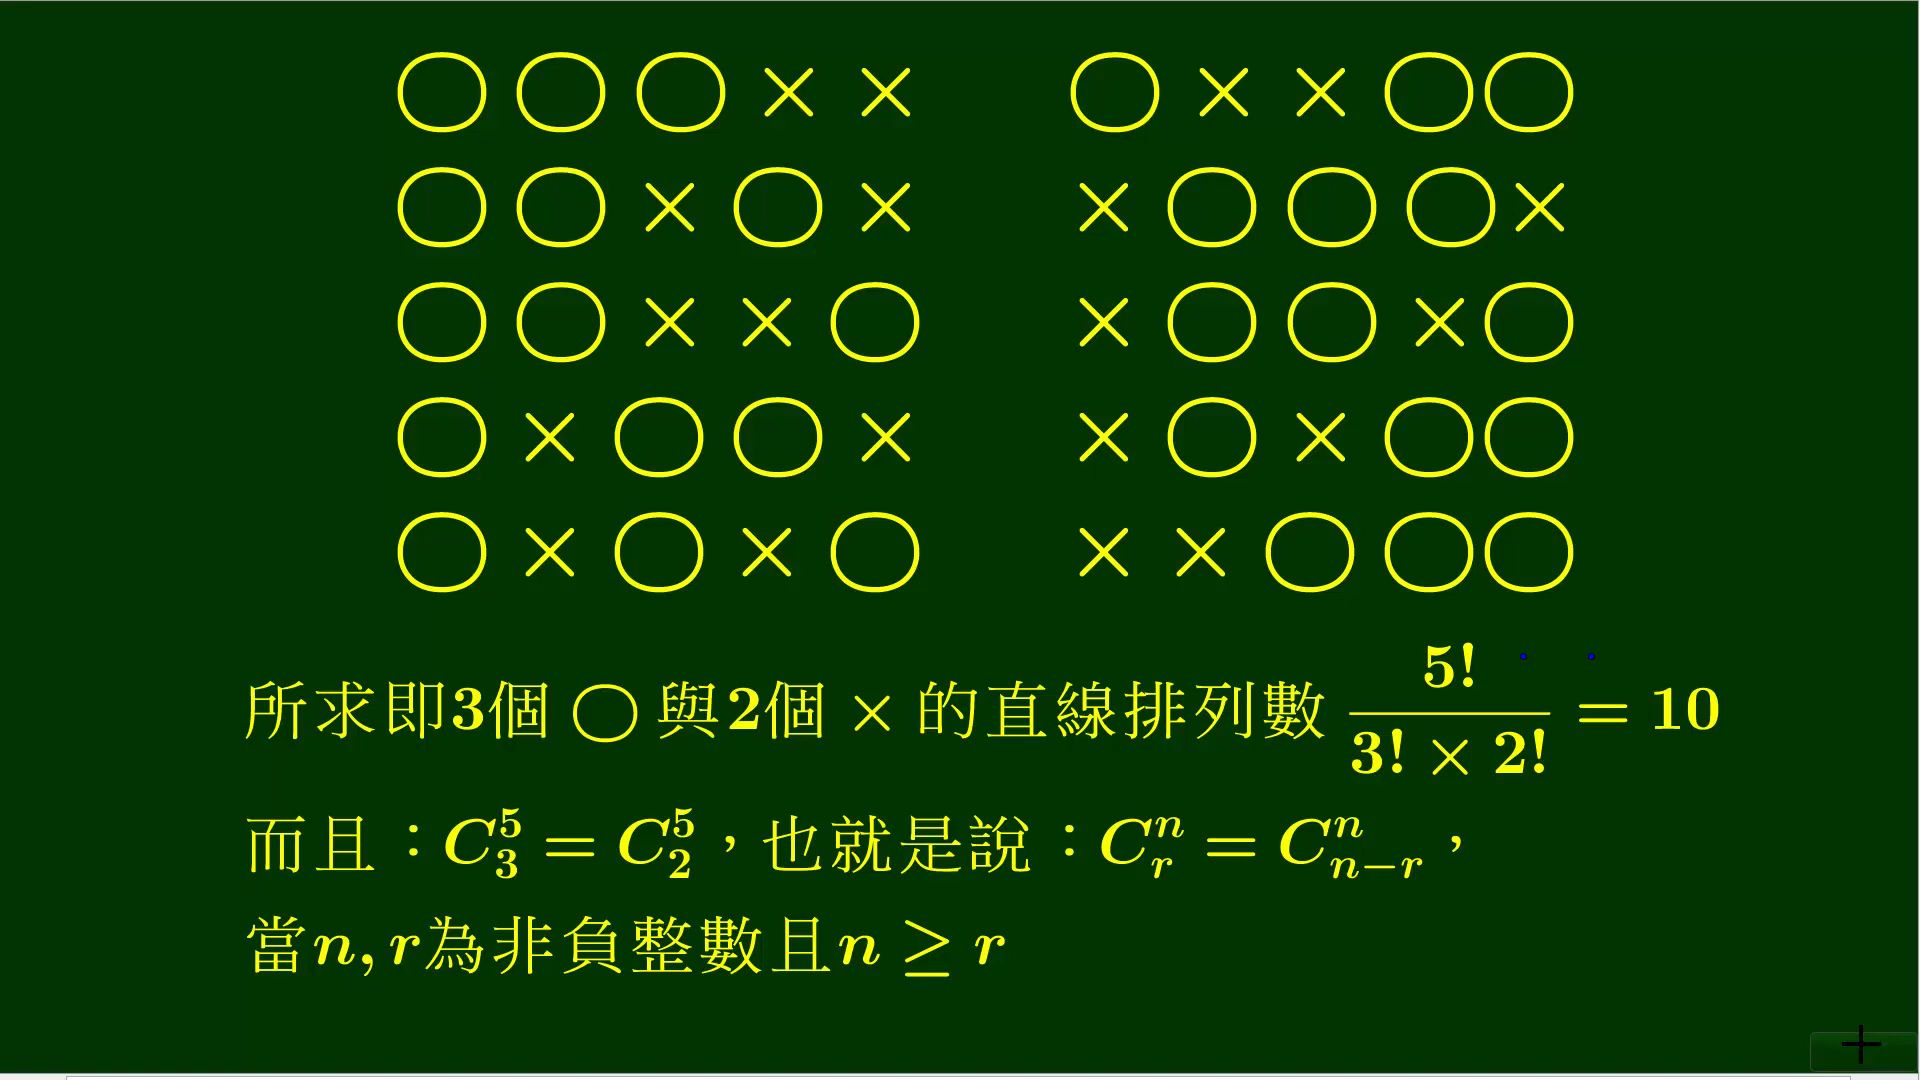 ○ ○ ○ × × ○ × × ○ ○
○ ○ × ○ × × ○ ○ ○ ×
○ ○ × × ○ × ○ ○ × ○
○ × ○ ○ × × ○ × ○ ○
○ × ○ × ○ × × ○ ○ ○
所求即3個 ○ 與2個 × 的直線排列數 \frac{5!}{3! × 2!} = 10
而且：C^5_3 = C^5_2，也就是說：C^n_r = C^n_{n-r}，
當n, r為非負整數且n ≥ r